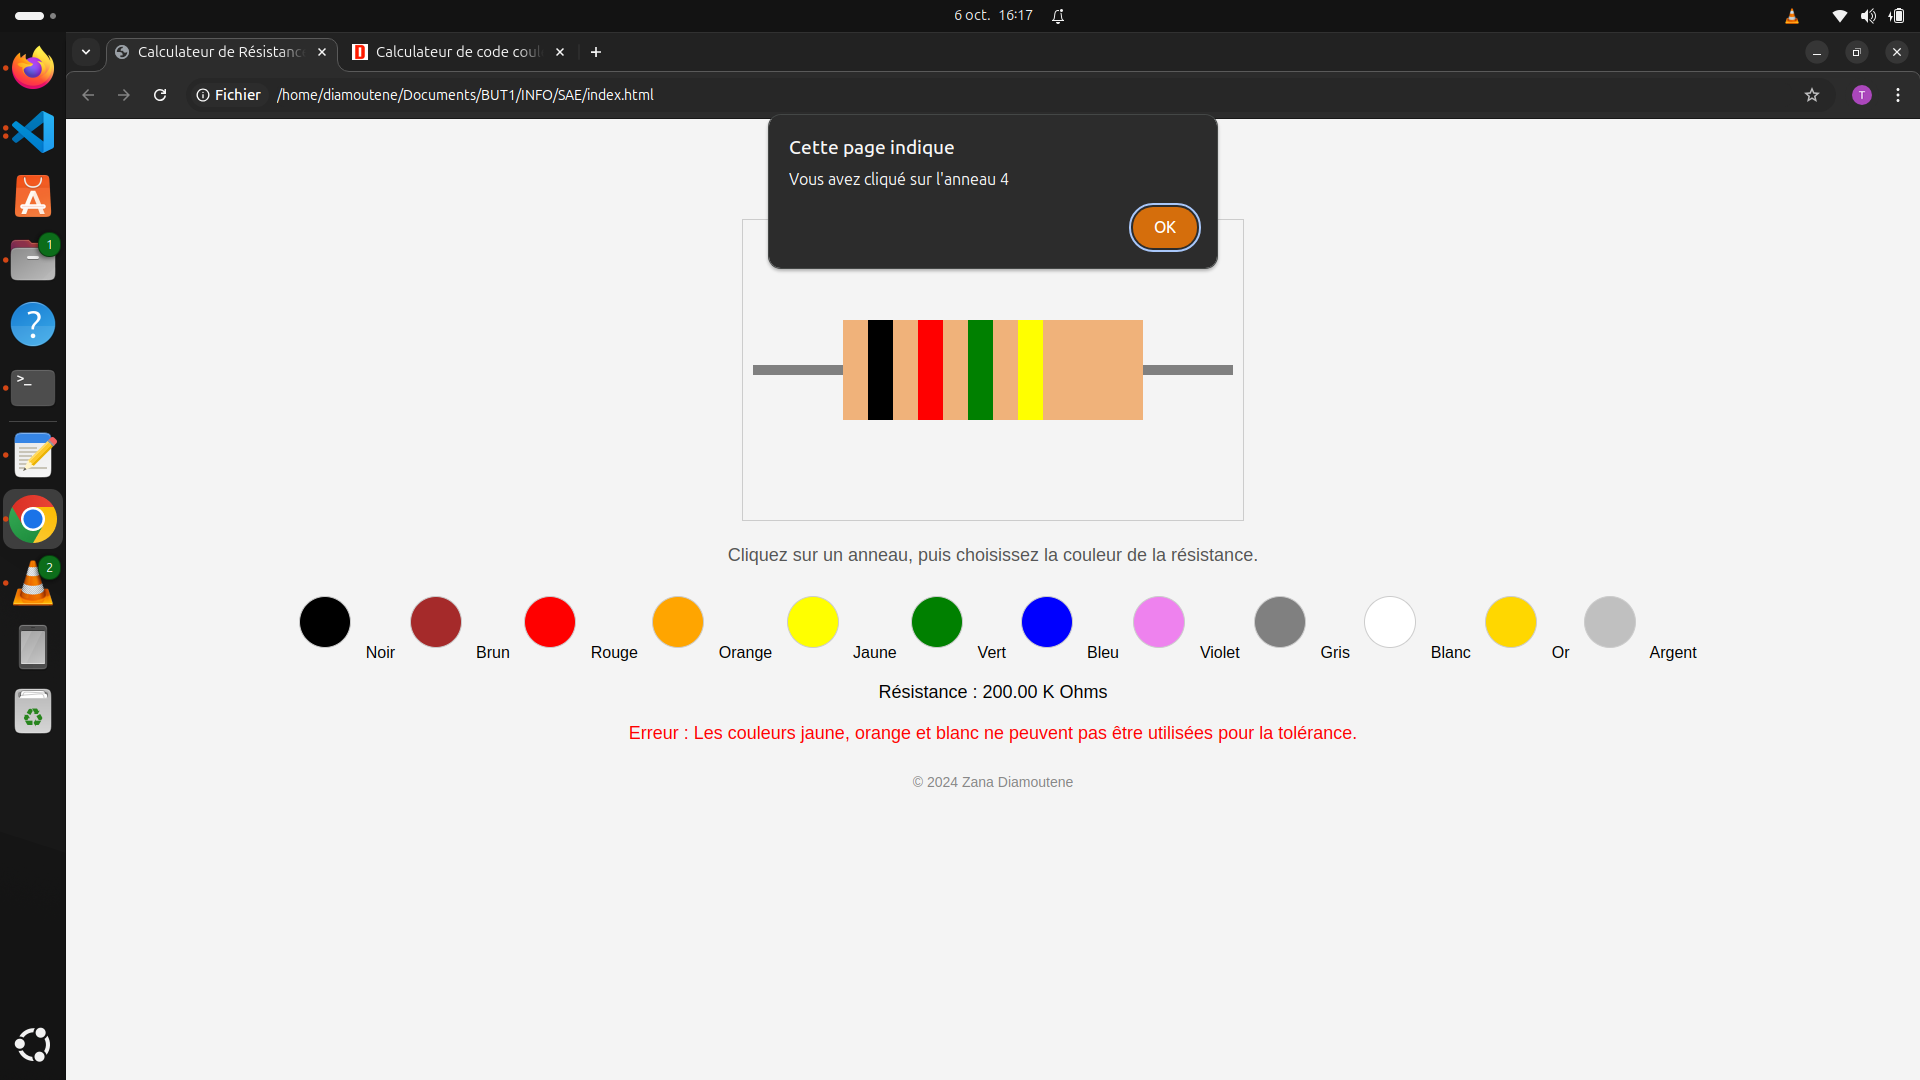 6 oct. 16:17
Calculateur de Résistance
Calculateur de code coul
Fichier /home/diamoutene/Documents/BUT1/INFO/SAE/index.html
T
Cette page indique
Vous avez cliqué sur l'anneau 4
OK
1
>_
2
Cliquez sur un anneau, puis choisissez la couleur de la résistance.
Noir Brun Rouge Orange Jaune Vert Bleu Violet Gris Blanc Or Argent
Résistance : 200.00 K Ohms
Erreur : Les couleurs jaune, orange et blanc ne peuvent pas être utilisées pour la tolérance.
© 2024 Zana Diamoutene